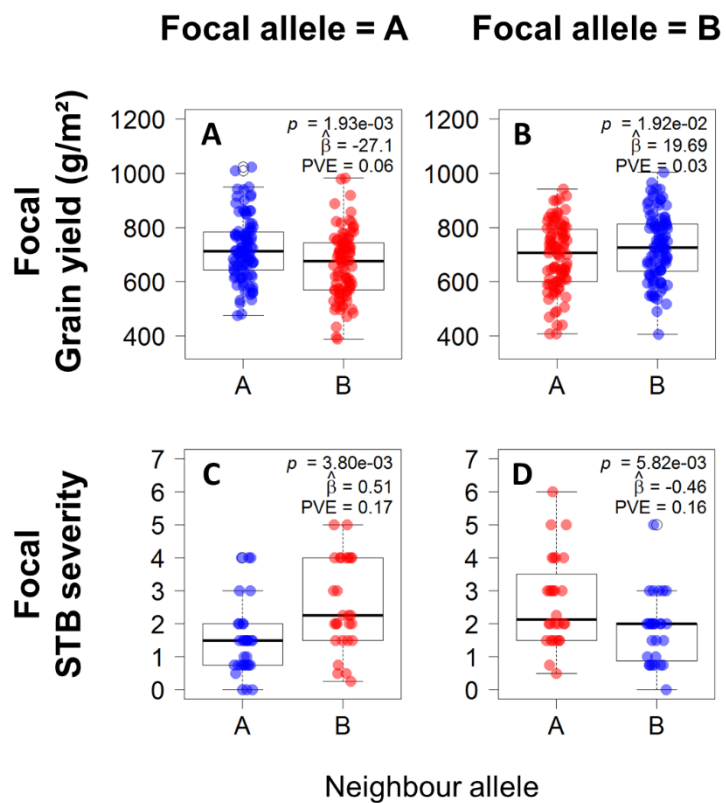 Focal allele = A
Focal allele = B
Focal
Grain yield (g/m²)
1200
1000
800
600
400
A
p = 1.93e-03
β̂ = -27.1
PVE = 0.06
A
B
1200
1000
800
600
400
B
p = 1.92e-02
β̂ = 19.69
PVE = 0.03
A
B
Focal
STB severity
7
6
5
4
3
2
1
0
C
p = 3.80e-03
β̂ = 0.51
PVE = 0.17
A
B
7
6
5
4
3
2
1
0
D
p = 5.82e-03
β̂ = -0.46
PVE = 0.16
A
B
Neighbour allele